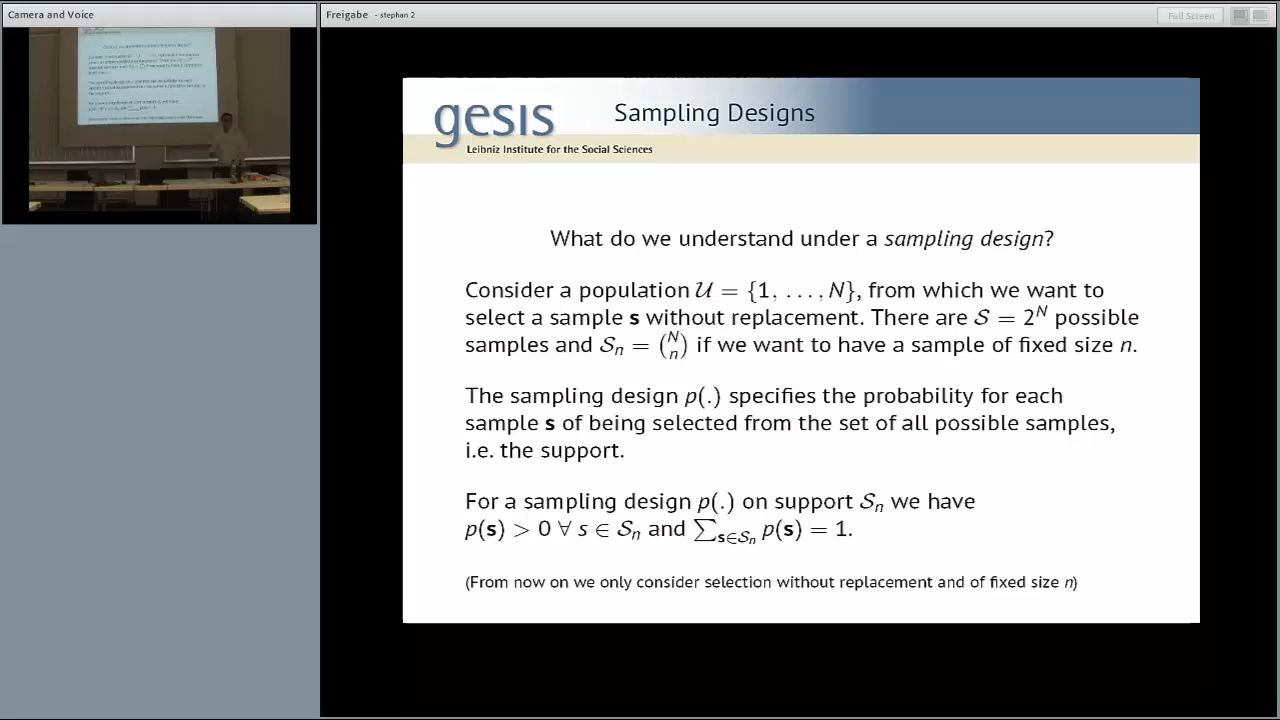 Camera and Voice
Freigabe - stephan 2
Full Screen
gesis
Sampling Designs
Leibniz Institute for the Social Sciences
What do we understand under a sampling design?
Consider a population 𝒰 = {1, …, N}, from which we want to
select a sample s without replacement. There are 𝒮 = 2^N possible
samples and 𝒮_n = (N n) if we want to have a sample of fixed size n.
The sampling design p(.) specifies the probability for each
sample s of being selected from the set of all possible samples,
i.e. the support.
For a sampling design p(.) on support 𝒮_n we have
p(s) > 0 ∀ s ∈ 𝒮_n and ∑_{s∈𝒮_n} p(s) = 1.
(From now on we only consider selection without replacement and of fixed size n)